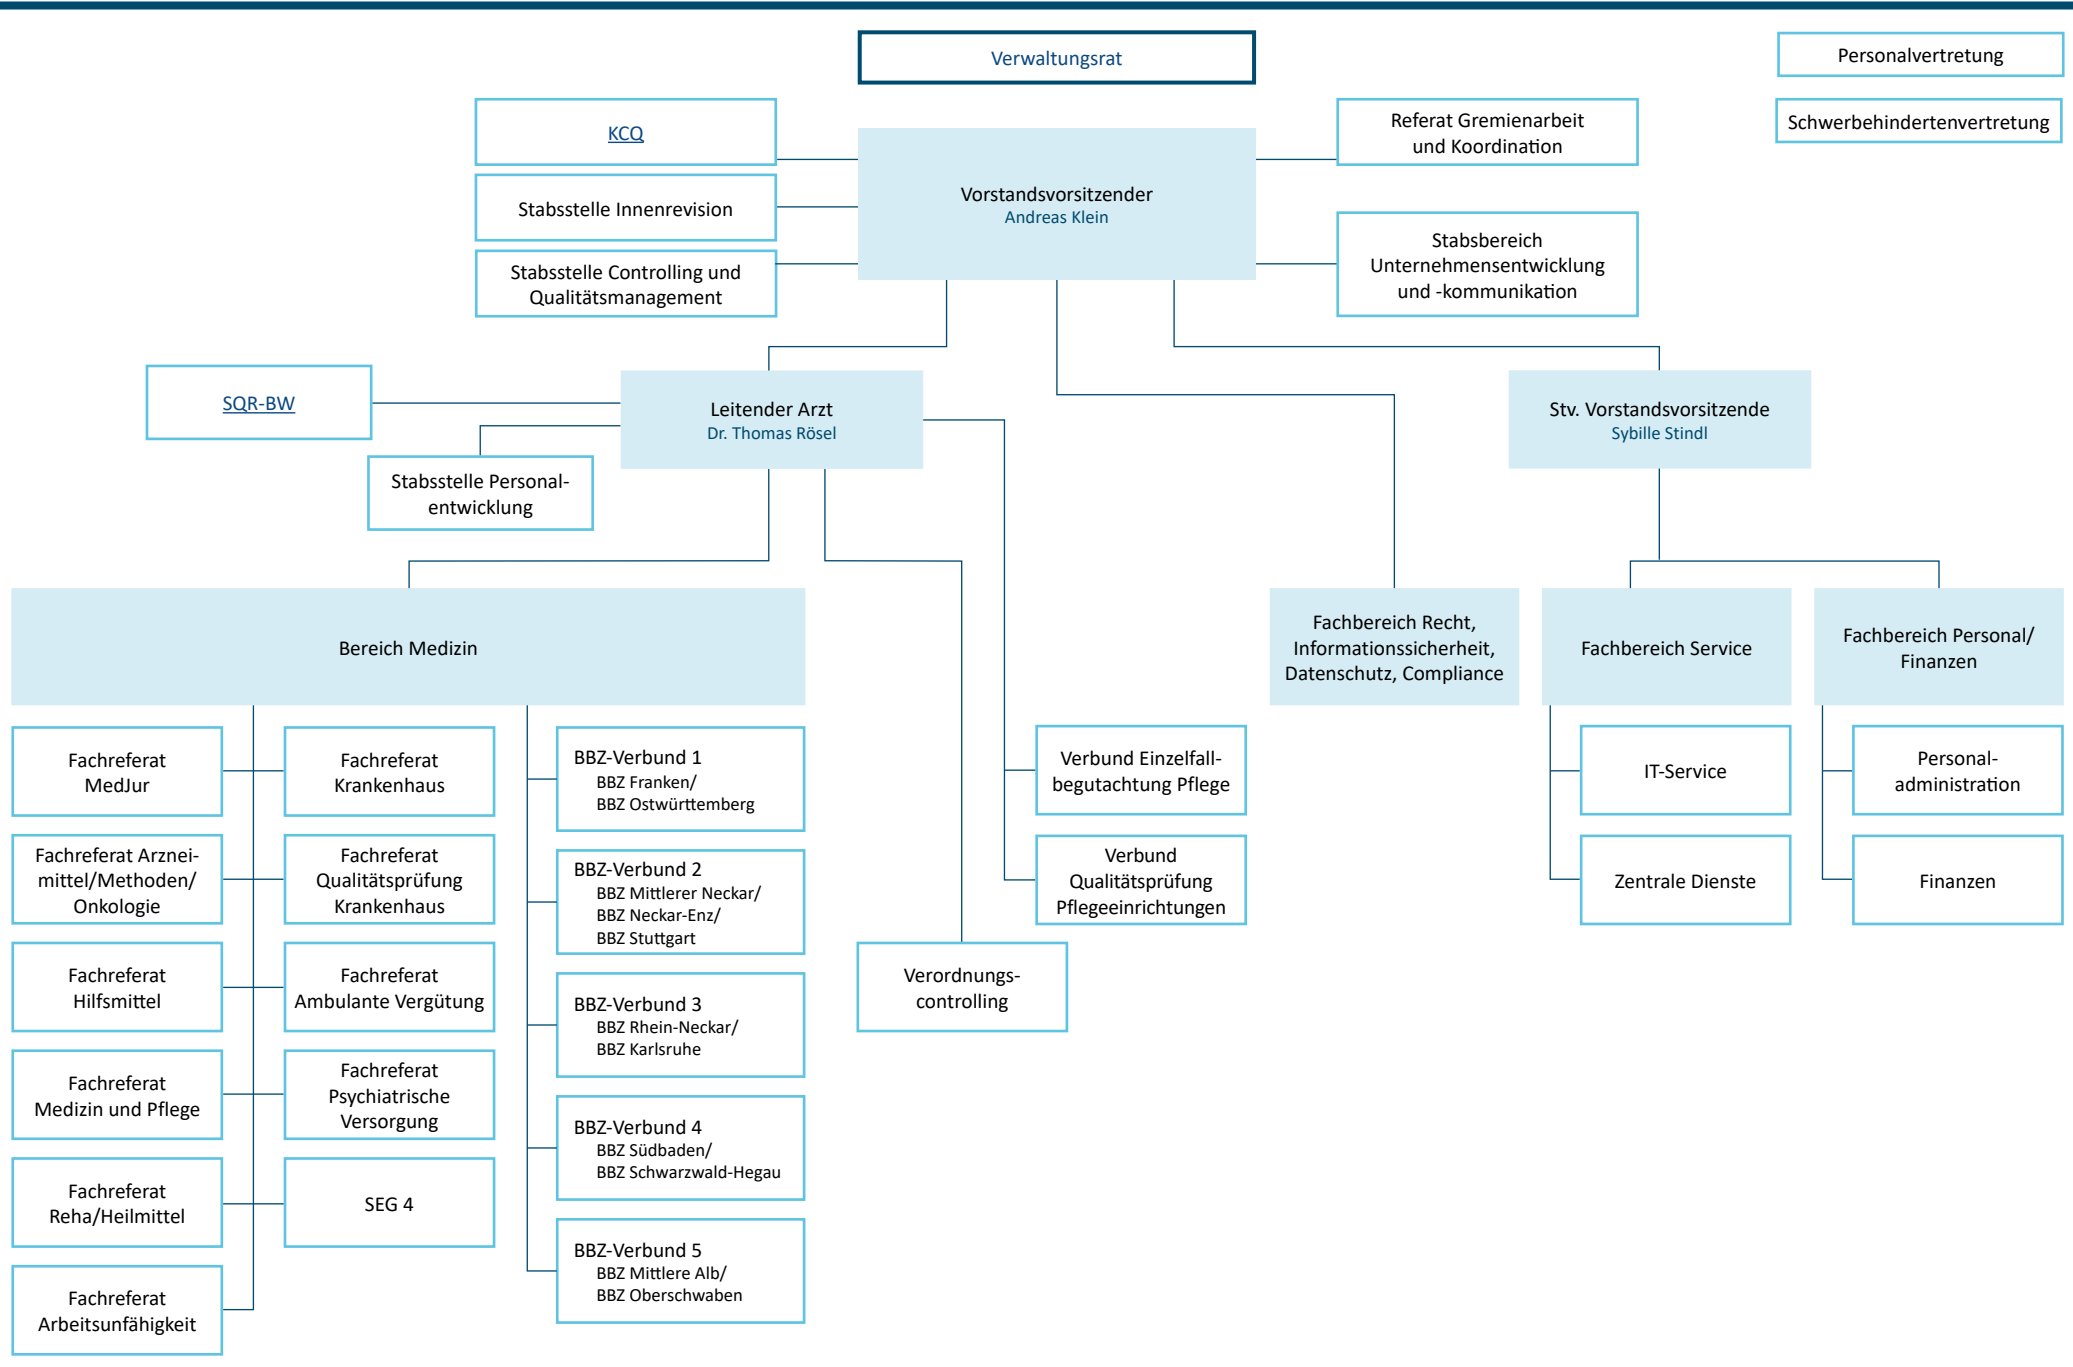 Verwaltungsrat
Personalvertretung
Schwerbehindertenvertretung
KCQ
Stabsstelle Innenrevision
Stabsstelle Controlling und
Qualitätsmanagement
Vorstandsvorsitzender
Andreas Klein
Referat Gremienarbeit
und Koordination
Stabsbereich
Unternehmensentwicklung
und -kommunikation
SQR-BW
Stabsstelle Personal-
entwicklung
Leitender Arzt
Dr. Thomas Rösel
Stv. Vorstandsvorsitzende
Sybille Stindl
Bereich Medizin
Fachbereich Recht,
Informationssicherheit,
Datenschutz, Compliance
Fachbereich Service
Fachbereich Personal/
Finanzen
Fachreferat
MedJur
Fachreferat Arznei-
mittel/Methoden/
Onkologie
Fachreferat
Hilfsmittel
Fachreferat
Medizin und Pflege
Fachreferat
Reha/Heilmittel
Fachreferat
Arbeitsunfähigkeit
Fachreferat
Krankenhaus
Fachreferat
Qualitätsprüfung
Krankenhaus
Fachreferat
Ambulante Vergütung
Fachreferat
Psychiatrische
Versorgung
SEG 4
BBZ-Verbund 1
BBZ Franken/
BBZ Ostwürttemberg
BBZ-Verbund 2
BBZ Mittlerer Neckar/
BBZ Neckar-Enz/
BBZ Stuttgart
BBZ-Verbund 3
BBZ Rhein-Neckar/
BBZ Karlsruhe
BBZ-Verbund 4
BBZ Südbaden/
BBZ Schwarzwald-Hegau
BBZ-Verbund 5
BBZ Mittlere Alb/
BBZ Oberschwaben
Verordnungs-
controlling
Verbund Einzelfall-
begutachtung Pflege
Verbund
Qualitätsprüfung
Pflegeeinrichtungen
IT-Service
Zentrale Dienste
Personal-
administration
Finanzen